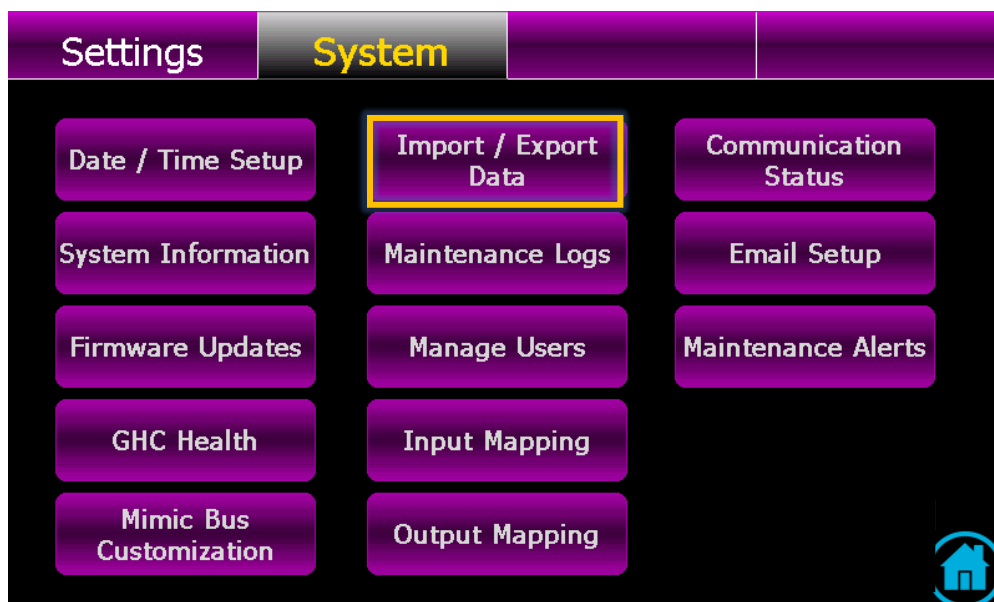 Settings
System
Date / Time Setup
Import / Export
Data
Communication
Status
System Information
Maintenance Logs
Email Setup
Firmware Updates
Manage Users
Maintenance Alerts
GHC Health
Input Mapping
Mimic Bus
Customization
Output Mapping